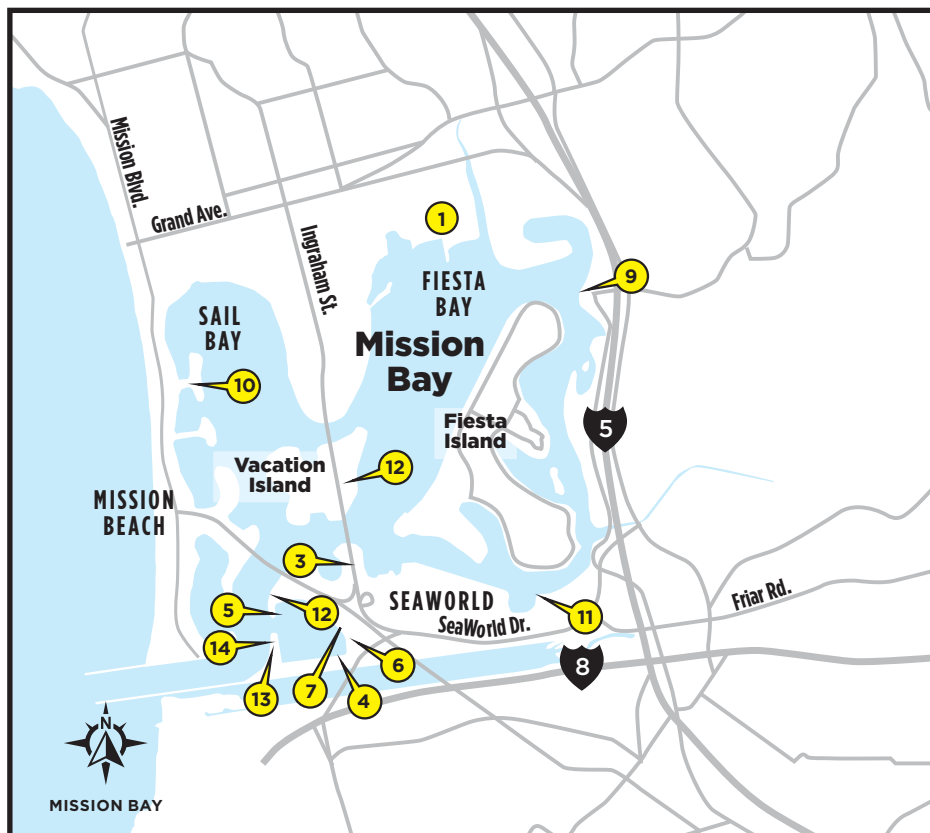 Mission Blvd.
Grand Ave.
Ingraham St.
1
FIESTA
BAY
9
SAIL
BAY
Mission
Bay
10
Fiesta
Island
5
Vacation
Island
12
MISSION
BEACH
3
SEAWORLD
SeaWorld Dr.
11
Friar Rd.
5
12
14
6
8
13
7
4
N
MISSION BAY